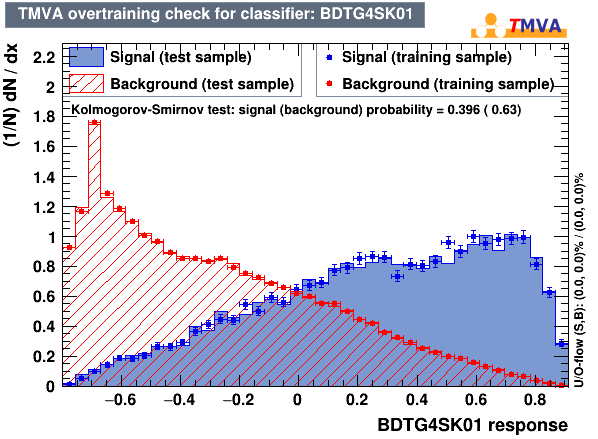 TMVA overtraining check for classifier: BDTG4SK01
TMVA
Signal (test sample)
Background (test sample)
Signal (training sample)
Background (training sample)
Kolmogorov-Smirnov test: signal (background) probability = 0.396 ( 0.63)
(1/N) dN / dx
2.2
2
1.8
1.6
1.4
1.2
1
0.8
0.6
0.4
0.2
0
−0.6 −0.4 −0.2 0 0.2 0.4 0.6 0.8
BDTG4SK01 response
U/O-flow (S,B): (0.0, 0.0)% / (0.0, 0.0)%